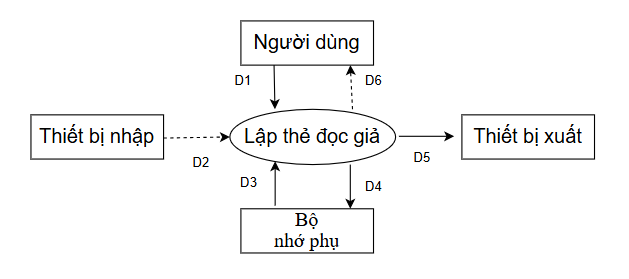 Người dùng
D1
D6
Thiết bị nhập
Lập thẻ đọc giả
Thiết bị xuất
D2
D5
D3
D4
Bộ
nhớ phụ